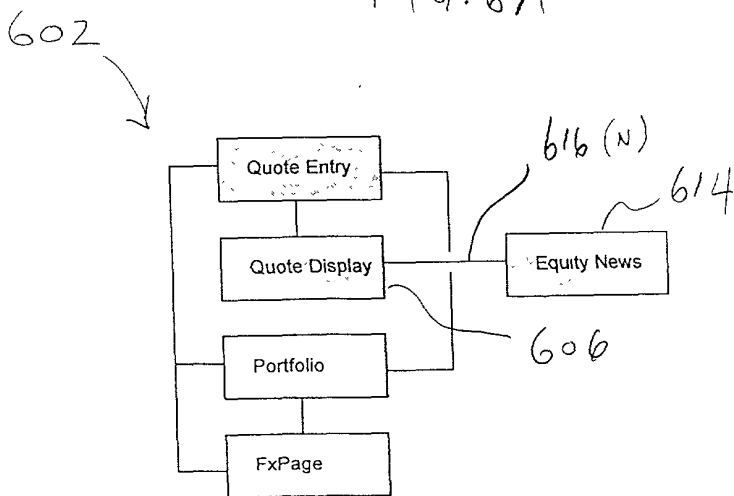 602
616 (N)
614
Quote Entry
Quote Display
Equity News
606
Portfolio
FxPage